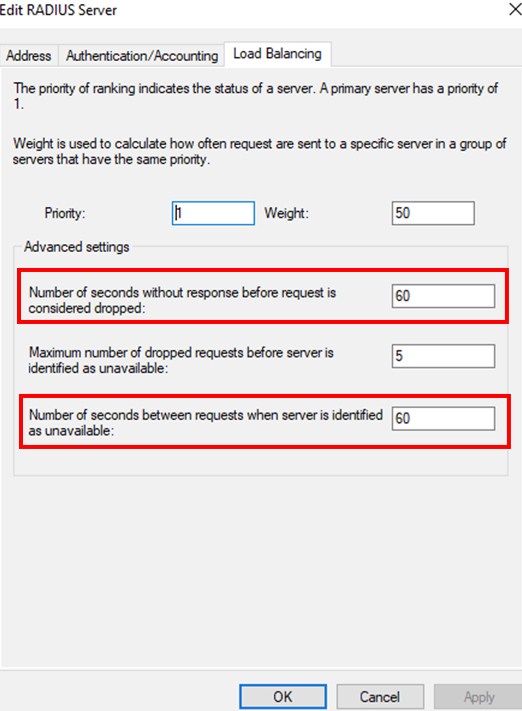 Edit RADIUS Server
Address Authentication/Accounting Load Balancing
The priority of ranking indicates the status of a server. A primary server has a priority of
1.
Weight is used to calculate how often request are sent to a specific server in a group of
servers that have the same priority.
Priority: 1 Weight: 50
Advanced settings
Number of seconds without response before request is
considered dropped: 60
Maximum number of dropped requests before server is
identified as unavailable: 5
Number of seconds between requests when server is identified
as unavailable: 60
OK Cancel Apply